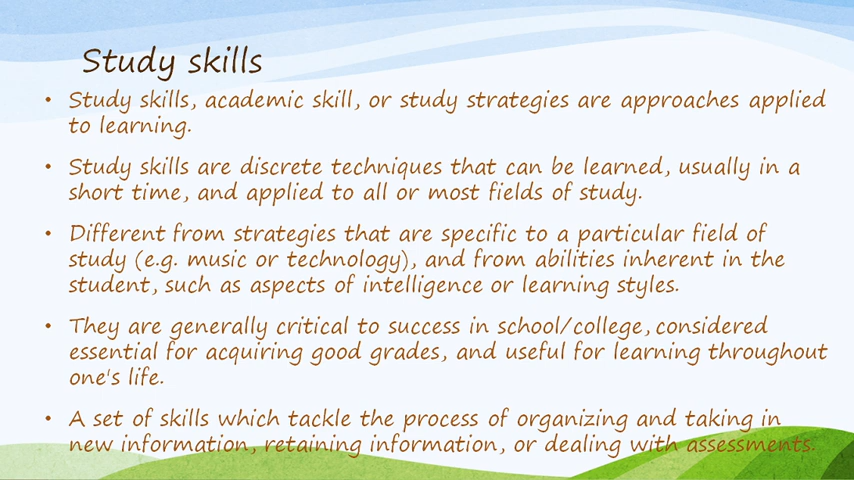 Study skills
• Study skills, academic skill, or study strategies are approaches applied
to learning.
• Study skills are discrete techniques that can be learned, usually in a
short time, and applied to all or most fields of study.
• Different from strategies that are specific to a particular field of
study (e.g. music or technology), and from abilities inherent in the
student, such as aspects of intelligence or learning styles.
• They are generally critical to success in school/college, considered
essential for acquiring good grades, and useful for learning throughout
one's life.
• A set of skills which tackle the process of organizing and taking in
new information, retaining information, or dealing with assessments.